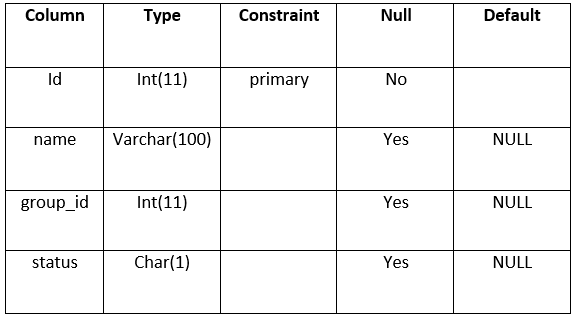 Column Type Constraint Null Default
Id Int(11) primary No
name Varchar(100) Yes NULL
group_id Int(11) Yes NULL
status Char(1) Yes NULL